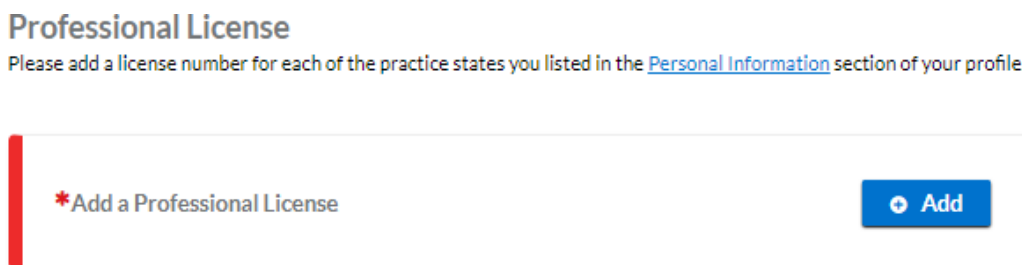 Professional License
Please add a license number for each of the practice states you listed in the Personal Information section of your profile
*Add a Professional License
Add